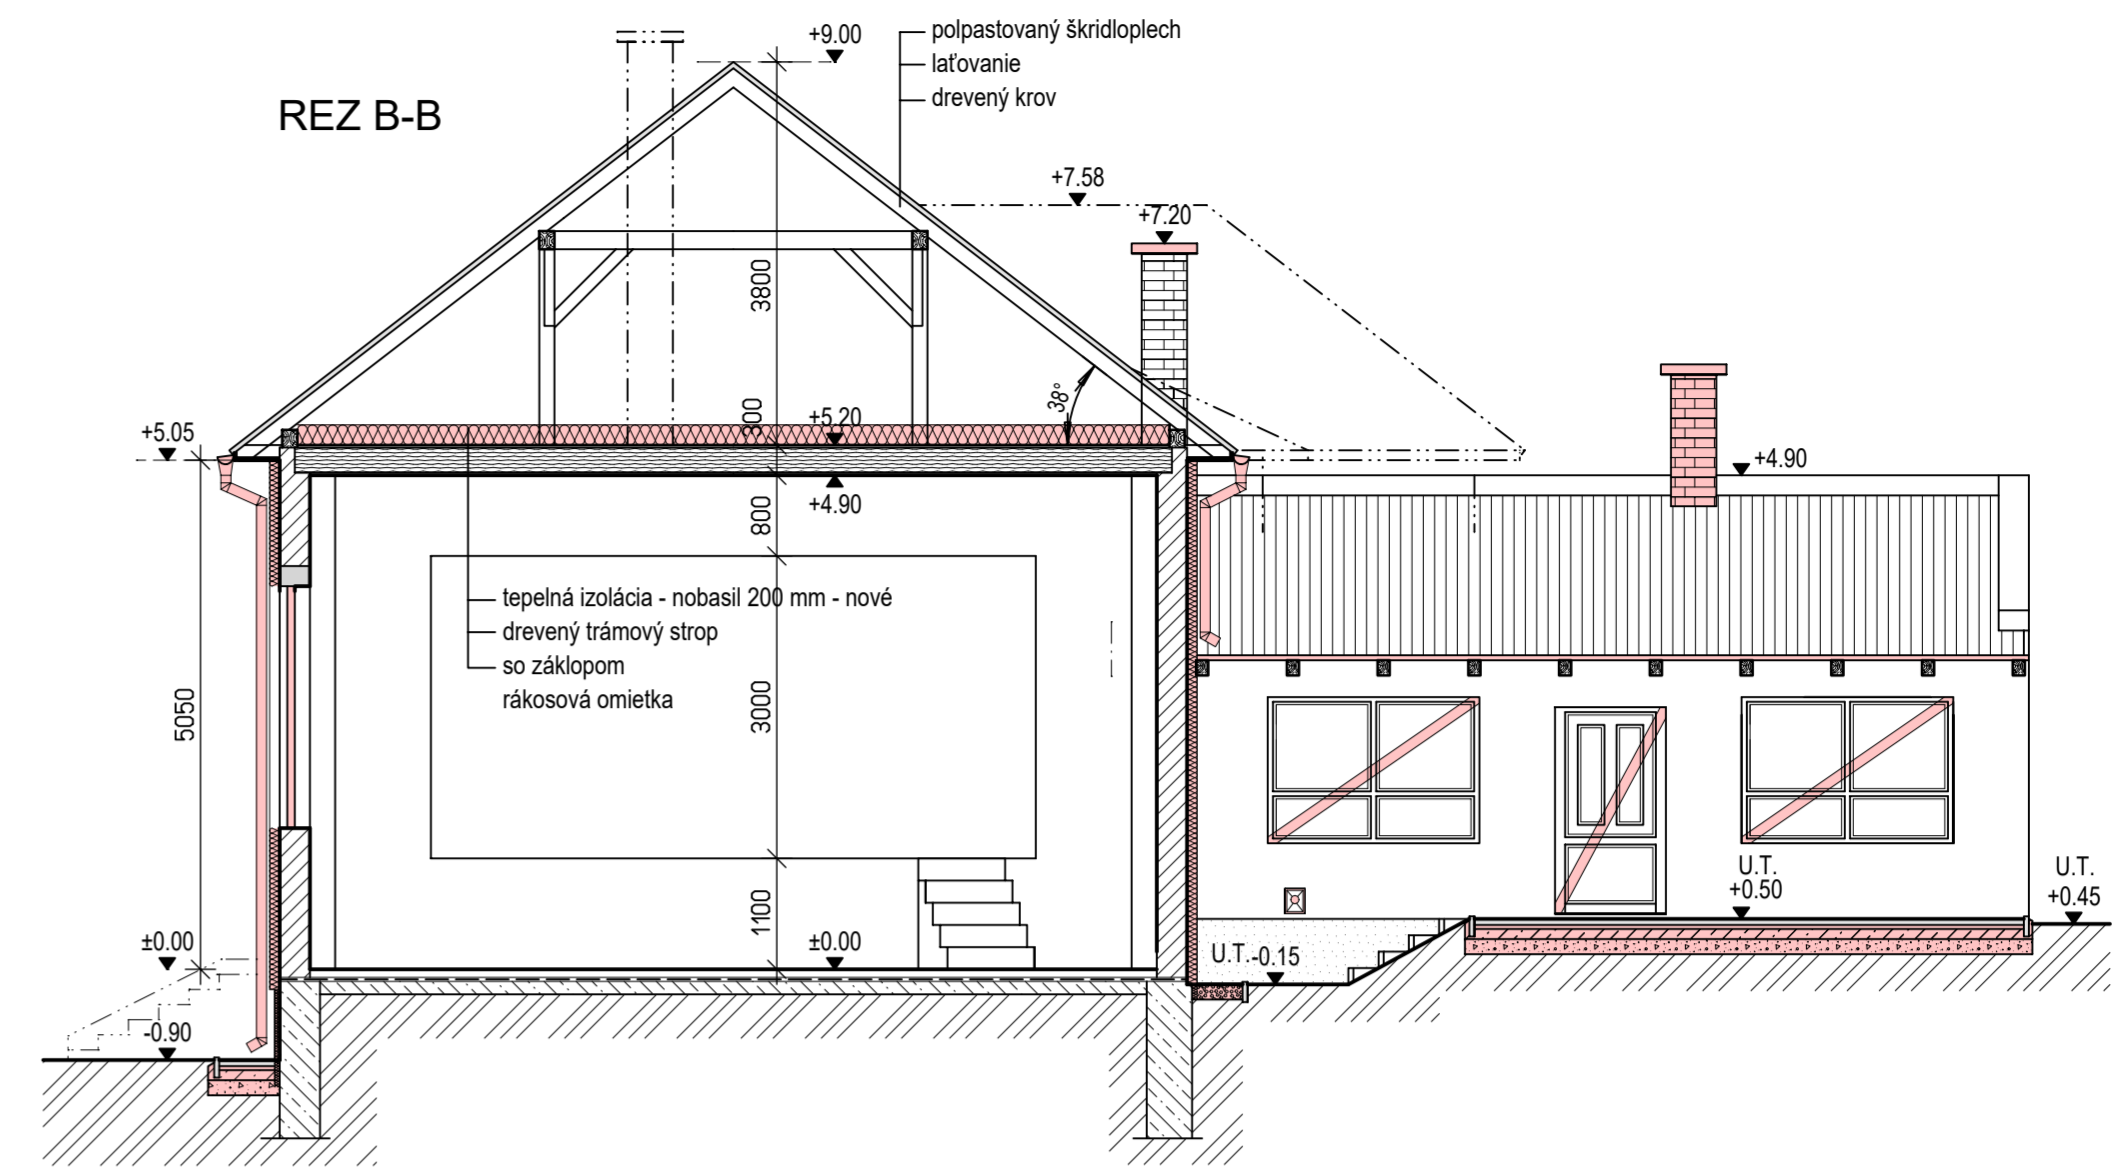 +9.00
polpastovaný škridloplech
laťovanie
drevený krov
REZ B-B
+7.58
+7.20
3800
38°
300
+5.20
+5.05
+4.90
+4.90
800
tepelná izolácia - nobasil 200 mm - nové
drevený trámový strop
so záklopom
rákosová omietka
3000
5050
U.T.
+0.50
U.T.
+0.45
1100
±0.00
±0.00
U.T.-0.15
-0.90